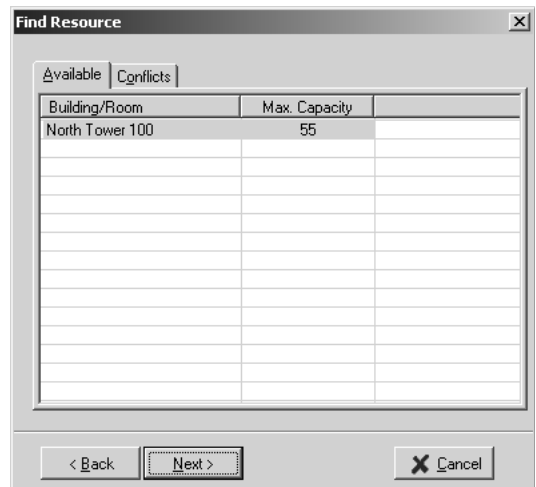 Find Resource
Available Conflicts
Building/Room Max. Capacity
North Tower 100 55
< Back Next > Cancel